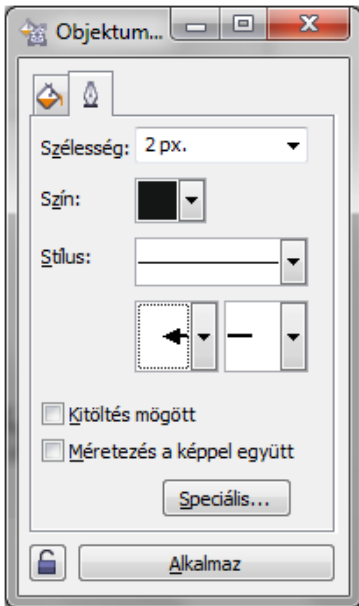 Objektum...
Szélesség: 2 px.
Szín:
Stílus:
Kitöltés mögött
Méretezés a képpel együtt
Speciális...
Alkalmaz